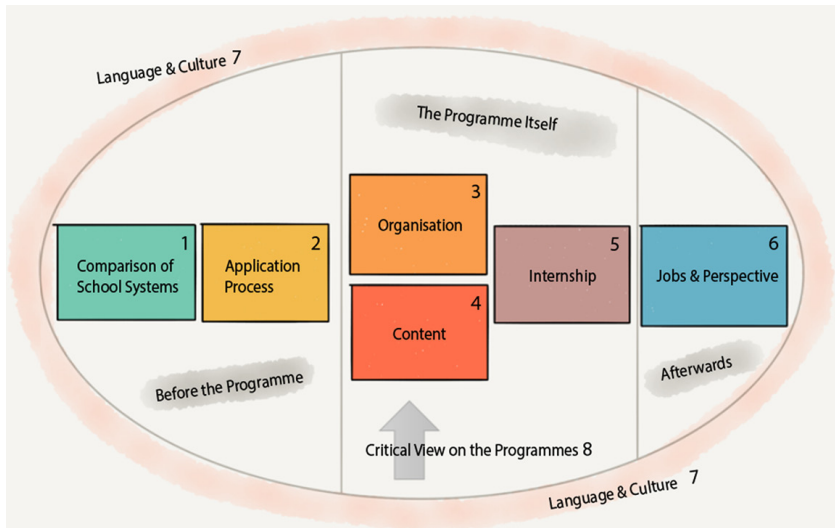 Language & Culture 7
The Programme Itself
3
Organisation
1
Comparison of
School Systems
2
Application
Process
5
Internship
6
Jobs & Perspective
4
Content
Before the Programme
Afterwards
Critical View on the Programmes 8
Language & Culture 7